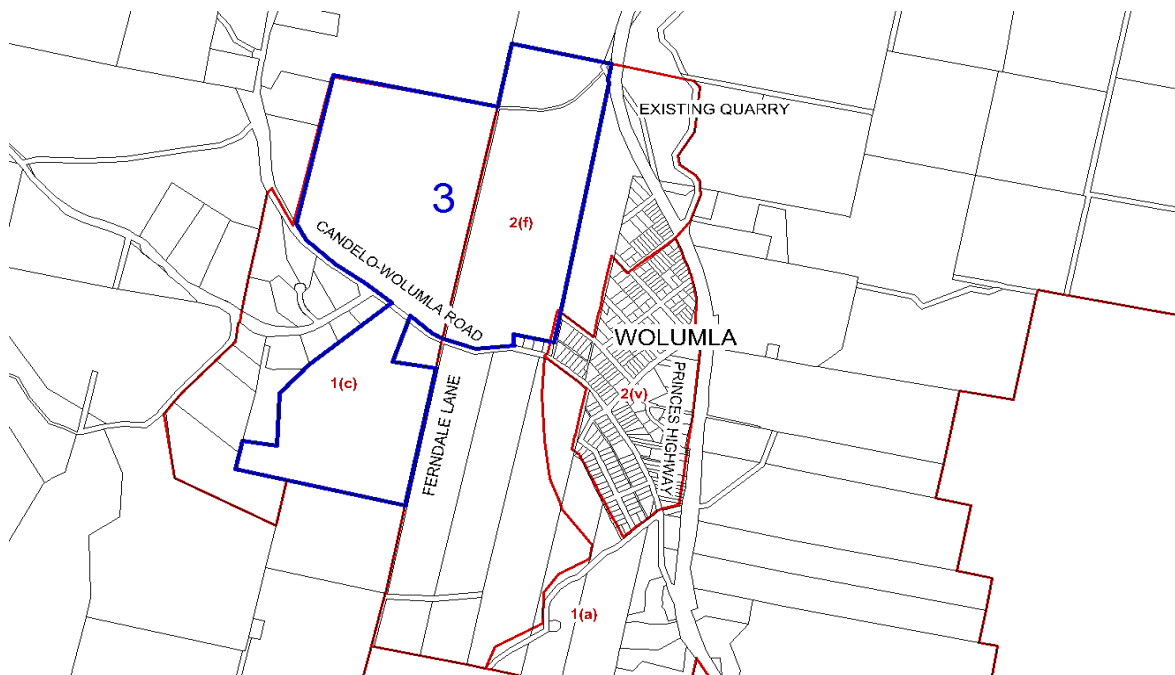 EXISTING QUARRY
3
2(f)
CANDELO-WOLUMLA ROAD
WOLUMLA
1(c)
2(v)
PRINCES HIGHWAY
FERNDALE LANE
1(a)